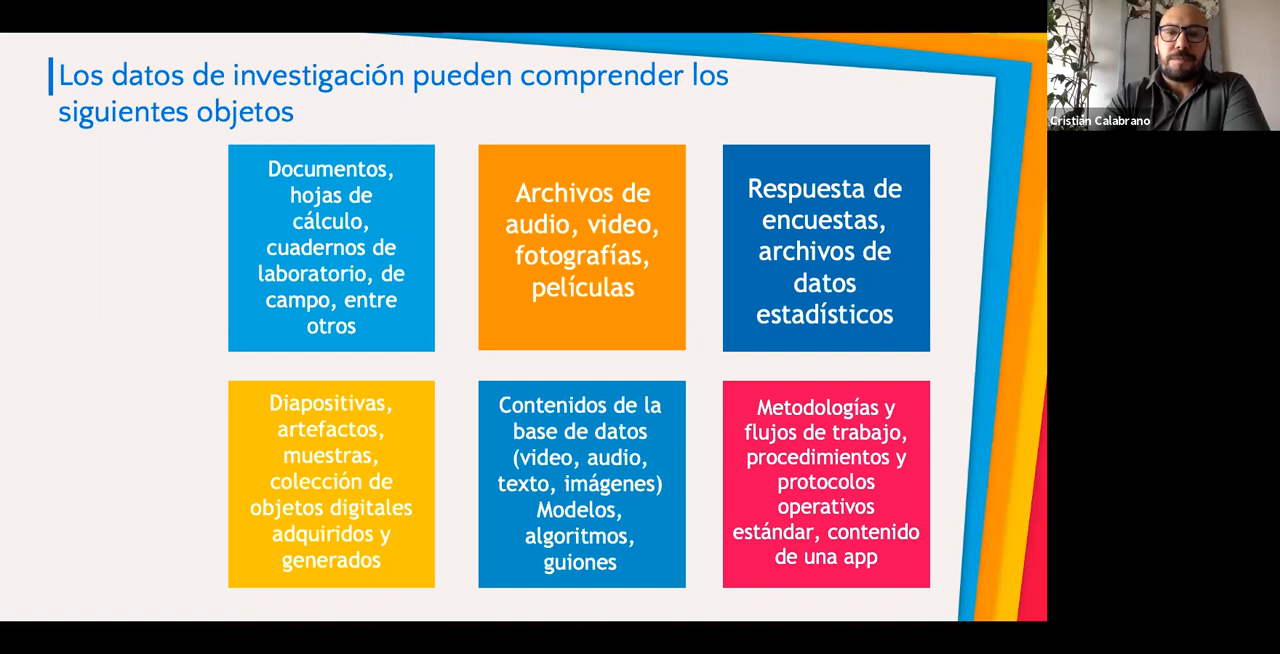 Los datos de investigación pueden comprender los
siguientes objetos
Documentos,
hojas de
cálculo,
cuadernos de
laboratorio, de
campo, entre
otros
Archivos de
audio, video,
fotografías,
películas
Respuesta de
encuestas,
archivos de
datos
estadísticos
Diapositivas,
artefactos,
muestras,
colección de
objetos digitales
adquiridos y
generados
Contenidos de la
base de datos
(video, audio,
texto, imágenes)
Modelos,
algoritmos,
guiones
Metodologías y
flujos de trabajo,
procedimientos y
protocolos
operativos
estándar, contenido
de una app
Cristián Calabrano